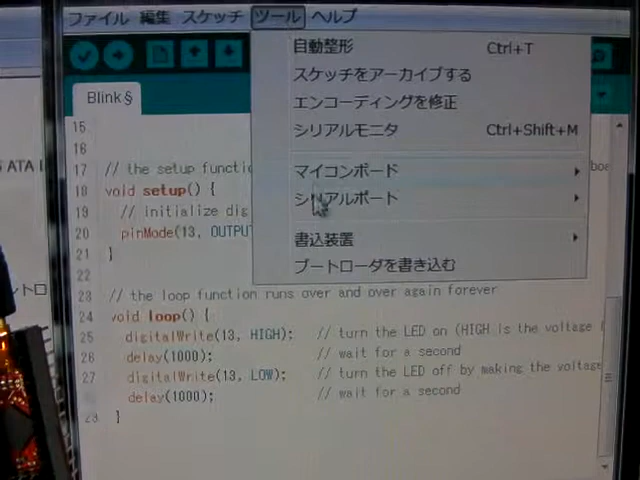 ファイル 編集 スケッチ ツール ヘルプ
自動整形 Ctrl+T
スケッチをアーカイブする
エンコーディングを修正
シリアルモニタ Ctrl+Shift+M
マイコンボード
シリアルポート
書込装置
ブートローダを書き込む
Blink§
15
16
17 // the setup functio
18 void setup() {
19 // initialize dig
20 pinMode(13, OUTPU
21 }
22
23 // the loop function runs over and over again forever
24 void loop() {
25 digitalWrite(13, HIGH); // turn the LED on (HIGH is the voltage
26 delay(1000); // wait for a second
27 digitalWrite(13, LOW); // turn the LED off by making the voltage
delay(1000); // wait for a second
}